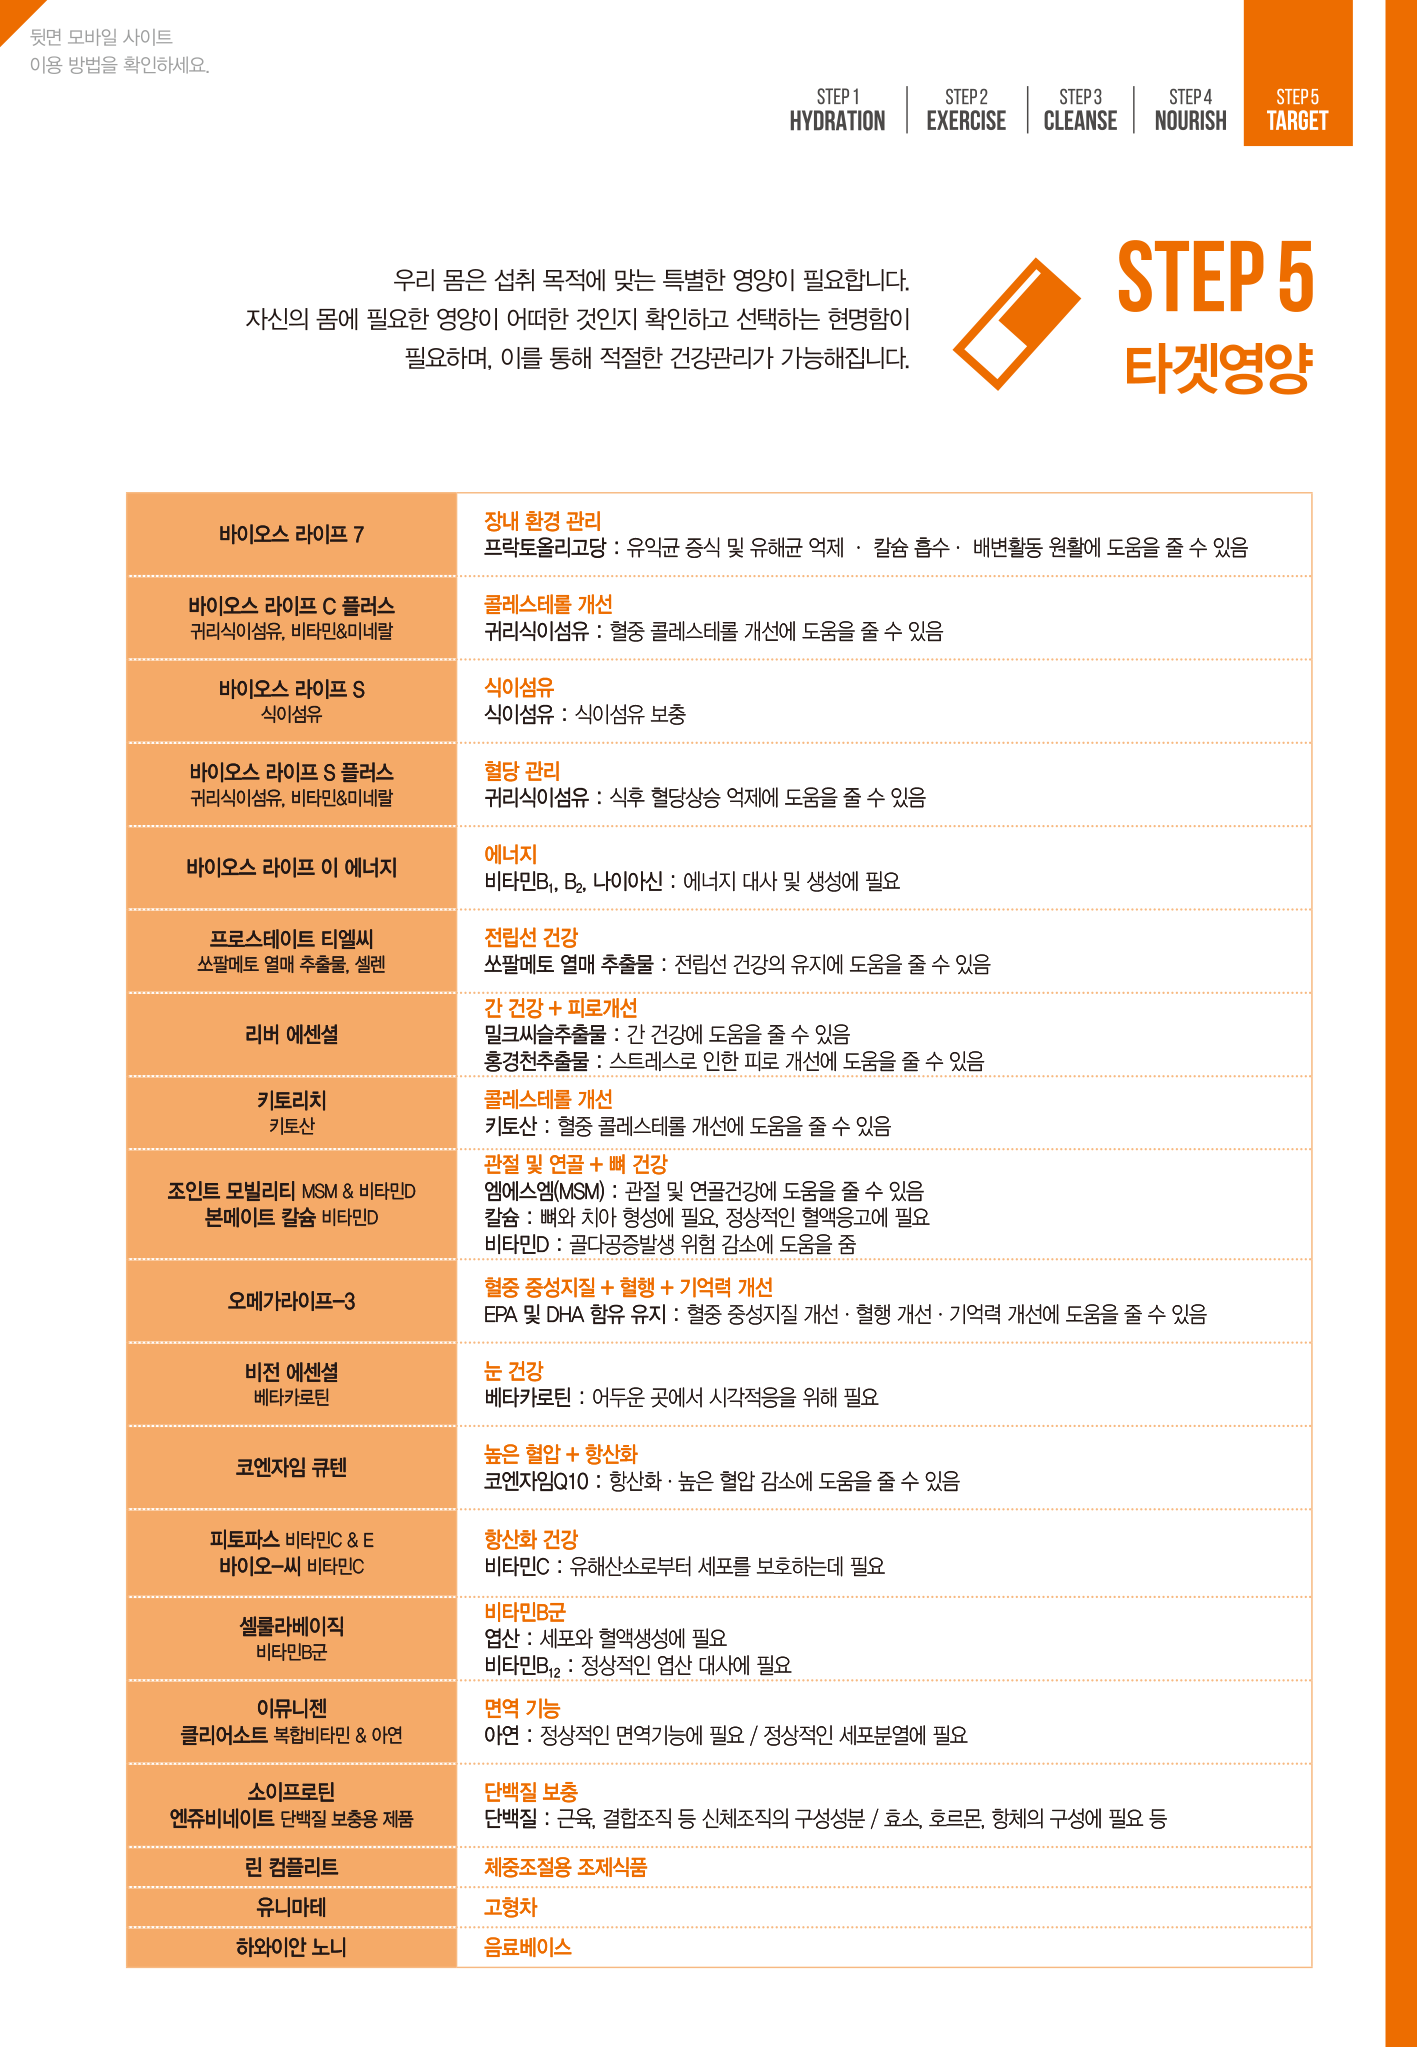 뒷면 모바일 사이트
이용 방법을 확인하세요.
STEP 1
HYDRATION
STEP 2
EXERCISE
STEP 3
CLEANSE
STEP 4
NOURISH
STEP 5
TARGET
우리 몸은 섭취 목적에 맞는 특별한 영양이 필요합니다.
자신의 몸에 필요한 영양이 어떠한 것인지 확인하고 선택하는 현명함이
필요하며, 이를 통해 적절한 건강관리가 가능해집니다.
STEP 5
타겟영양
바이오스 라이프 7
장내 환경 관리
프락토올리고당 : 유익균 증식 및 유해균 억제 · 칼슘 흡수 · 배변활동 원활에 도움을 줄 수 있음
바이오스 라이프 C 플러스
귀리식이섬유, 비타민&미네랄
콜레스테롤 개선
귀리식이섬유 : 혈중 콜레스테롤 개선에 도움을 줄 수 있음
바이오스 라이프 S
식이섬유
식이섬유
식이섬유 : 식이섬유 보충
바이오스 라이프 S 플러스
귀리식이섬유, 비타민&미네랄
혈당 관리
귀리식이섬유 : 식후 혈당상승 억제에 도움을 줄 수 있음
바이오스 라이프 이 에너지
에너지
비타민B₁, B₂, 나이아신 : 에너지 대사 및 생성에 필요
프로스테이트 티엘씨
쏘팔메토 열매 추출물, 셀렌
전립선 건강
쏘팔메토 열매 추출물 : 전립선 건강의 유지에 도움을 줄 수 있음
리버 에센셜
간 건강 + 피로개선
밀크씨슬추출물 : 간 건강에 도움을 줄 수 있음
홍경천추출물 : 스트레스로 인한 피로 개선에 도움을 줄 수 있음
키토리치
키토산
콜레스테롤 개선
키토산 : 혈중 콜레스테롤 개선에 도움을 줄 수 있음
조인트 모빌리티 MSM & 비타민D
본메이트 칼슘 비타민D
관절 및 연골 + 뼈 건강
엠에스엠(MSM) : 관절 및 연골건강에 도움을 줄 수 있음
칼슘 : 뼈와 치아 형성에 필요, 정상적인 혈액응고에 필요
비타민D : 골다공증발생 위험 감소에 도움을 줌
오메가라이프-3
혈중 중성지질 + 혈행 + 기억력 개선
EPA 및 DHA 함유 유지 : 혈중 중성지질 개선 · 혈행 개선 · 기억력 개선에 도움을 줄 수 있음
비전 에센셜
베타카로틴
눈 건강
베타카로틴 : 어두운 곳에서 시각적응을 위해 필요
코엔자임 큐텐
높은 혈압 + 항산화
코엔자임Q10 : 항산화 · 높은 혈압 감소에 도움을 줄 수 있음
피토파스 비타민C & E
바이오-씨 비타민C
항산화 건강
비타민C : 유해산소로부터 세포를 보호하는데 필요
셀룰라베이직
비타민B군
비타민B군
엽산 : 세포와 혈액생성에 필요
비타민B₁₂ : 정상적인 엽산 대사에 필요
이뮤니젠
클리어소트 복합비타민 & 아연
면역 기능
아연 : 정상적인 면역기능에 필요 / 정상적인 세포분열에 필요
소이프로틴
엔쥬비네이트 단백질 보충용 제품
단백질 보충
단백질 : 근육, 결합조직 등 신체조직의 구성성분 / 효소, 호르몬, 항체의 구성에 필요 등
린 컴플리트
체중조절용 조제식품
유니마테
고형차
하와이안 노니
음료베이스